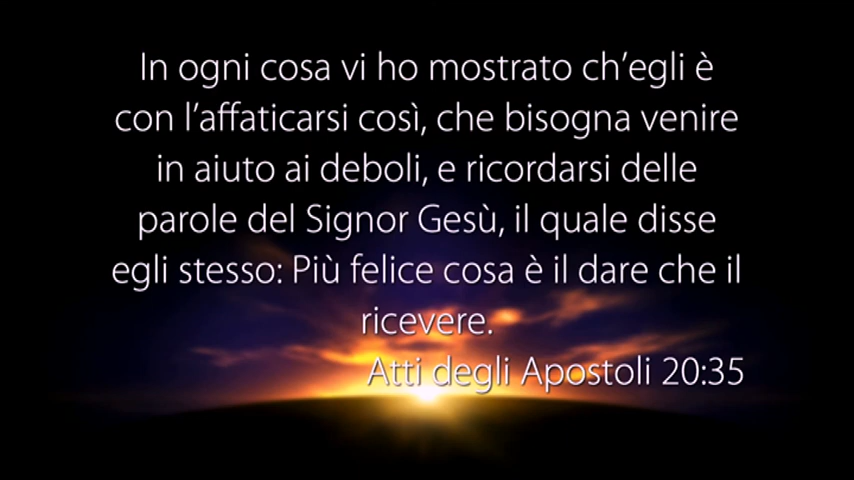 In ogni cosa vi ho mostrato ch’egli è
con l’affaticarsi così, che bisogna venire
in aiuto ai deboli, e ricordarsi delle
parole del Signor Gesù, il quale disse
egli stesso: Più felice cosa è il dare che il
ricevere.
Atti degli Apostoli 20:35